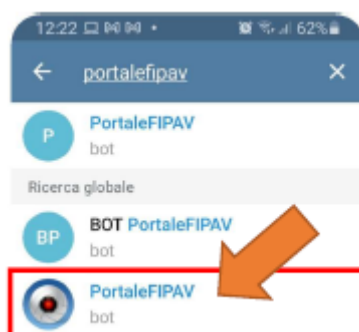 12:22 62%
portalefipav
P PortaleFIPAV
bot
Ricerca globale
BP BOT PortaleFIPAV
bot
PortaleFIPAV
bot